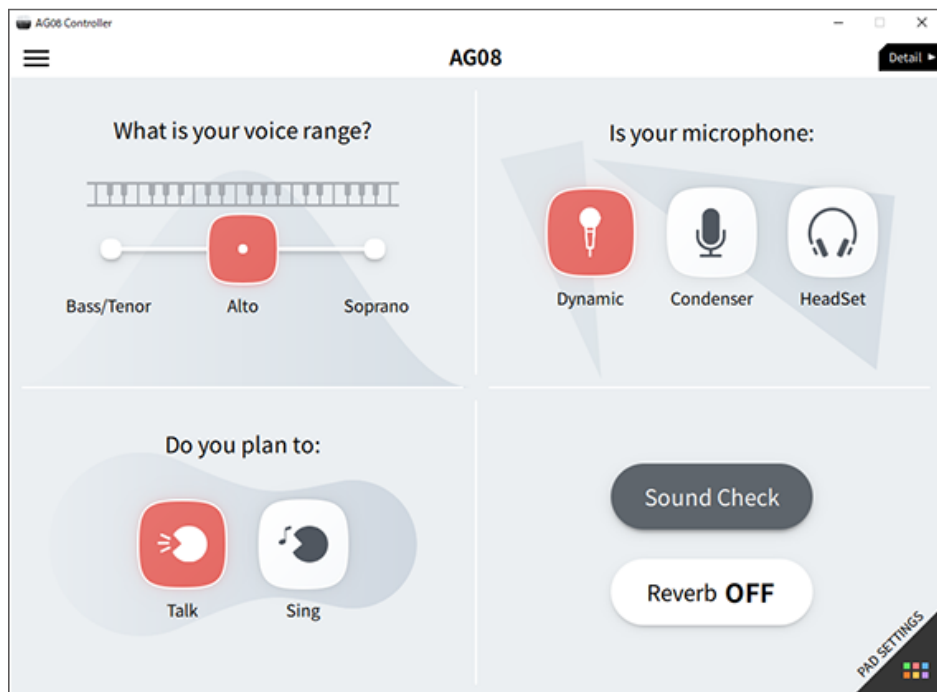 AG08 Controller
AG08
Detail
What is your voice range?
Bass/Tenor
Alto
Soprano
Is your microphone:
Dynamic
Condenser
HeadSet
Do you plan to:
Talk
Sing
Sound Check
Reverb OFF
PAD SETTINGS